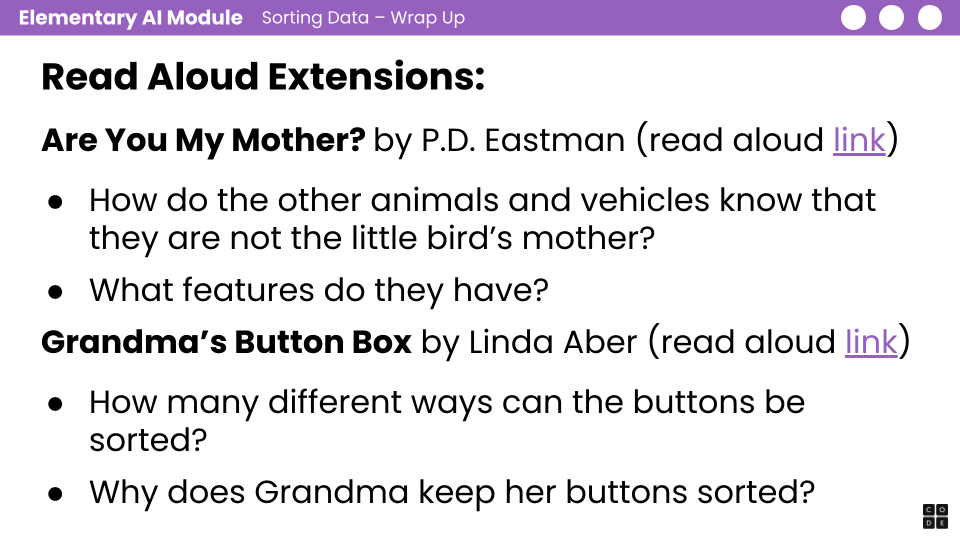 Elementary AI Module Sorting Data – Wrap Up
Read Aloud Extensions:
Are You My Mother? by P.D. Eastman (read aloud link)
● How do the other animals and vehicles know that
they are not the little bird’s mother?
● What features do they have?
Grandma’s Button Box by Linda Aber (read aloud link)
● How many different ways can the buttons be
sorted?
● Why does Grandma keep her buttons sorted?
C O
D E